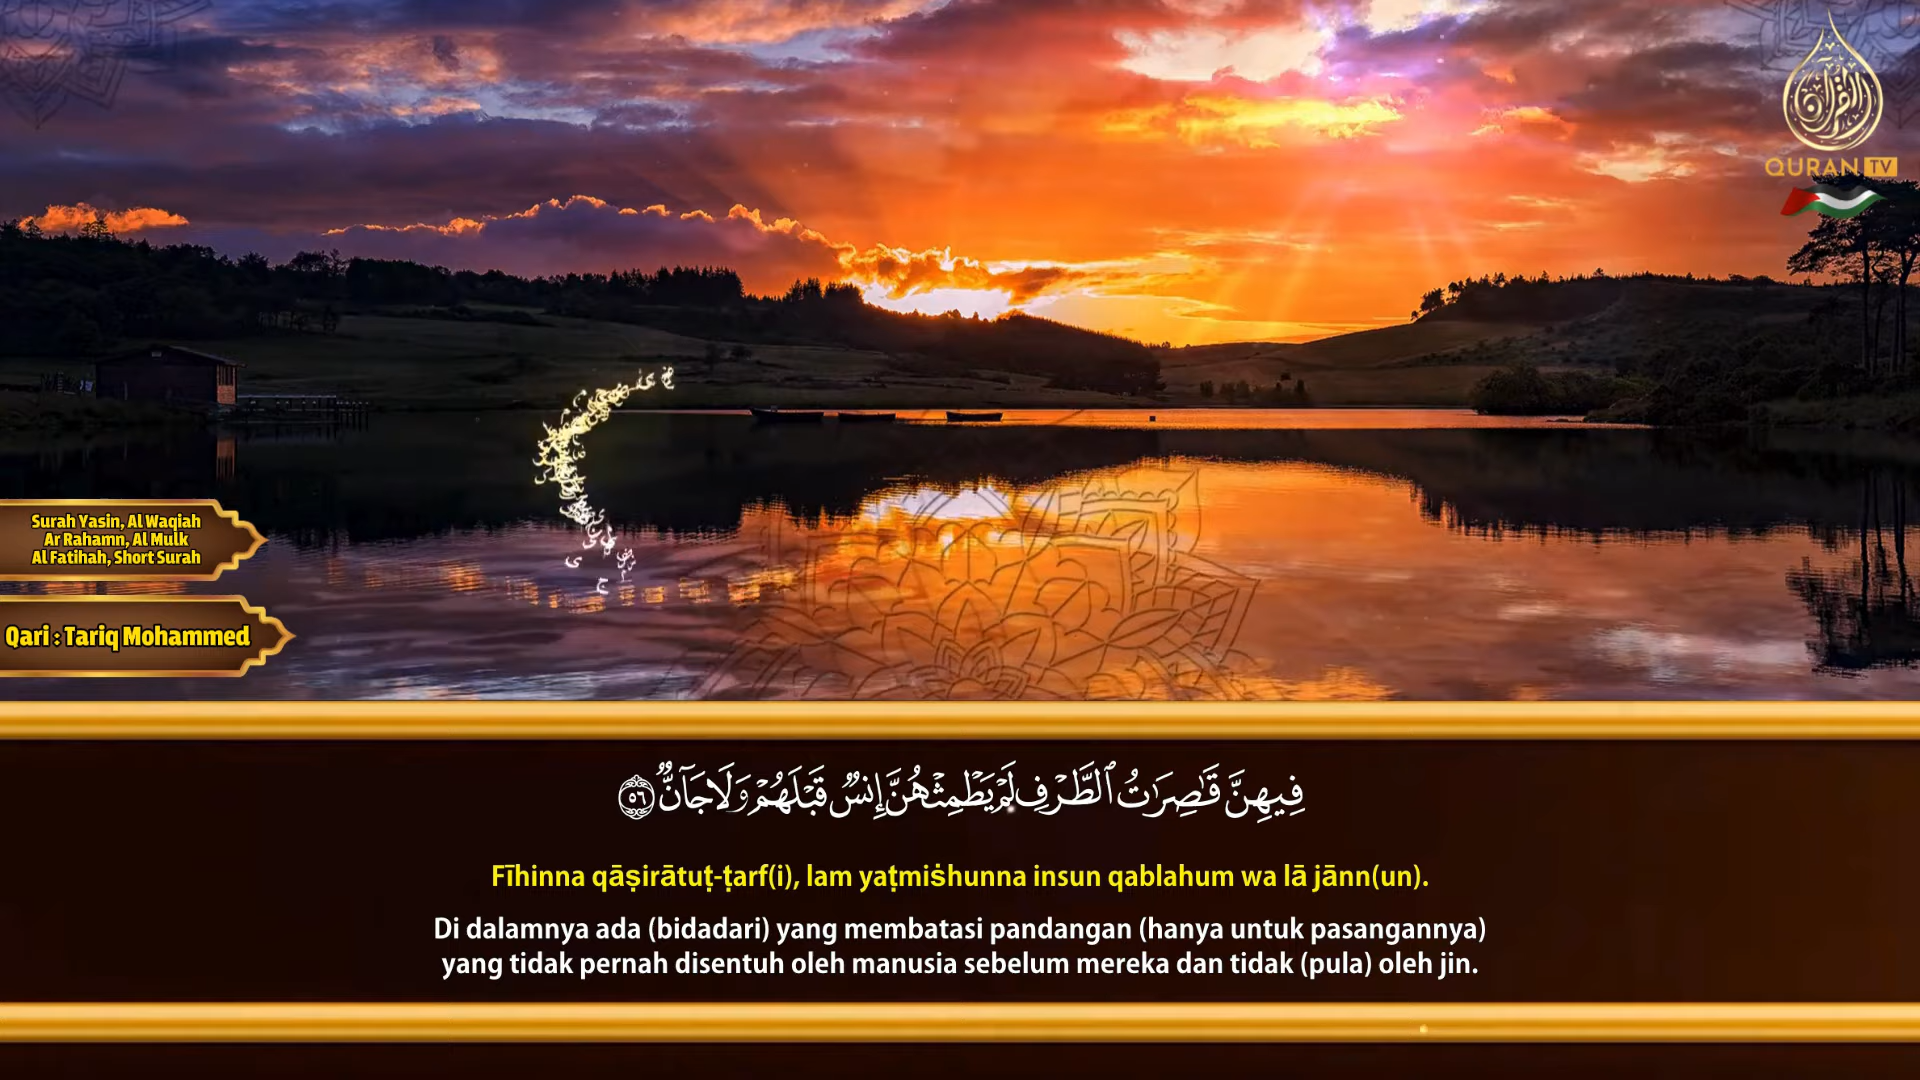 القرآن
QURAN TV
Surah Yasin, Al Waqiah
Ar Rahamn, Al Mulk
Al Fatihah, Short Surah
Qari : Tariq Mohammed
فِيهِنَّ قَٰصِرَٰتُ ٱلطَّرْفِ لَمْ يَطْمِثْهُنَّ إِنسٌ قَبْلَهُمْ وَلَا جَآنٌّ ٥٦
Fīhinna qāṣirātuṭ-ṭarf(i), lam yaṭmiṡhunna insun qablahum wa lā jānn(un).
Di dalamnya ada (bidadari) yang membatasi pandangan (hanya untuk pasangannya)
yang tidak pernah disentuh oleh manusia sebelum mereka dan tidak (pula) oleh jin.